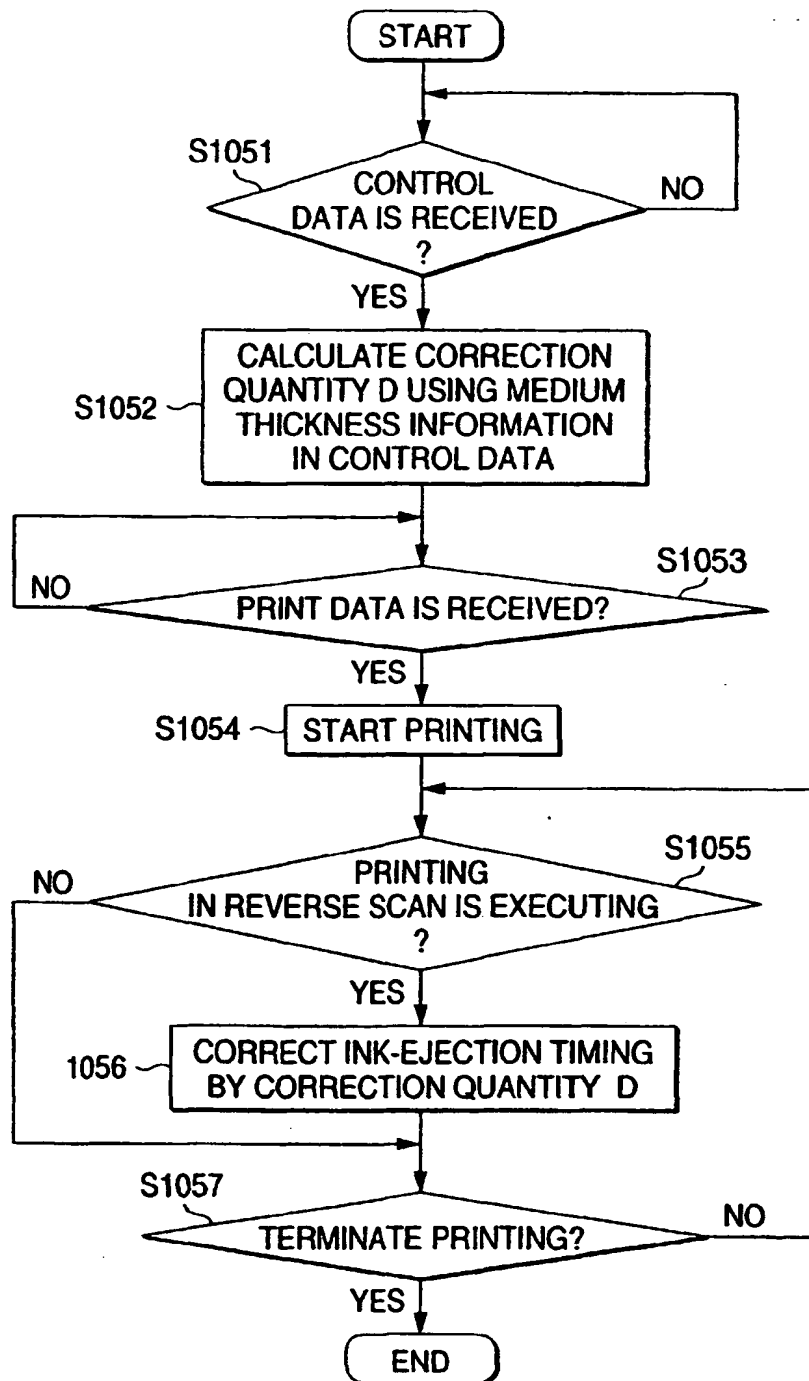 START
S1051
CONTROL
DATA IS RECEIVED
?
NO
YES
S1052
CALCULATE CORRECTION
QUANTITY D USING MEDIUM
THICKNESS INFORMATION
IN CONTROL DATA
S1053
NO
PRINT DATA IS RECEIVED?
YES
S1054
START PRINTING
S1055
NO
PRINTING
IN REVERSE SCAN IS EXECUTING
?
YES
1056
CORRECT INK-EJECTION TIMING
BY CORRECTION QUANTITY D
S1057
TERMINATE PRINTING?
NO
YES
END